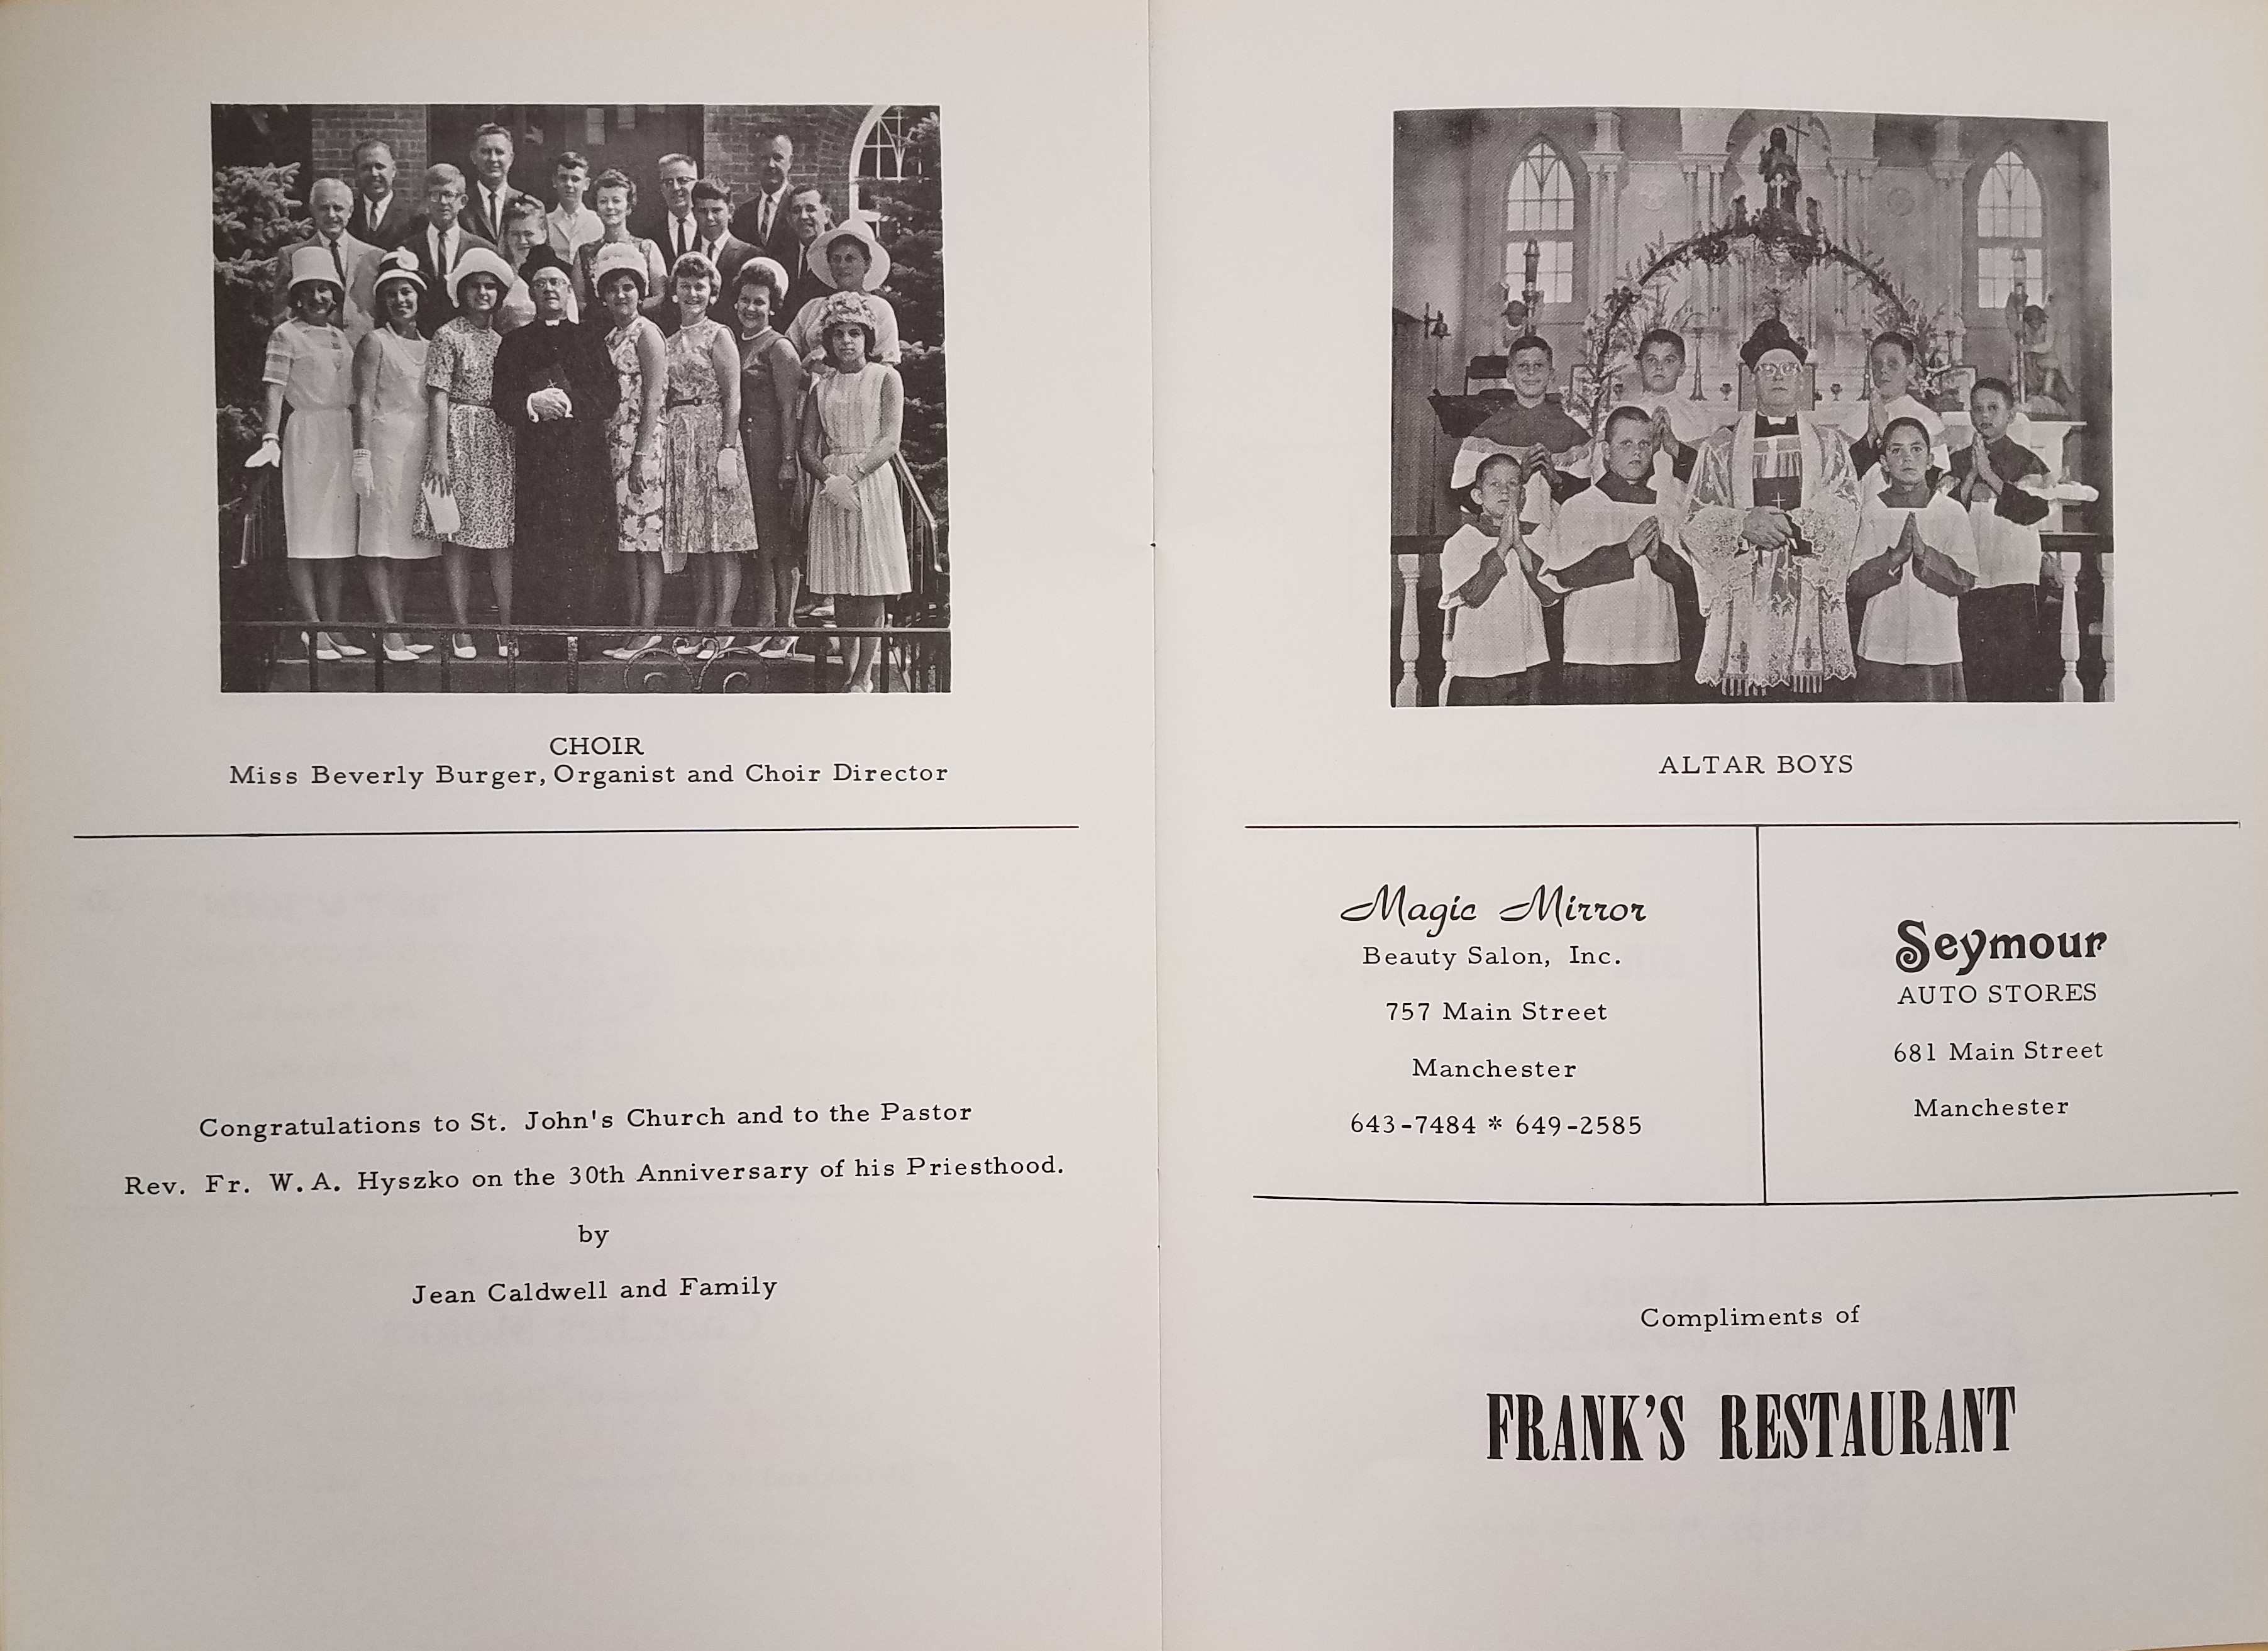 CHOIR
Miss Beverly Burger, Organist and Choir Director
Congratulations to St. John's Church and to the Pastor
Rev. Fr. W. A. Hyszko on the 30th Anniversary of his Priesthood.
by
Jean Caldwell and Family
ALTAR BOYS
Magic Mirror
Beauty Salon, Inc.
757 Main Street
Manchester
643-7484 * 649-2585
Seymour
AUTO STORES
681 Main Street
Manchester
Compliments of
FRANK'S RESTAURANT